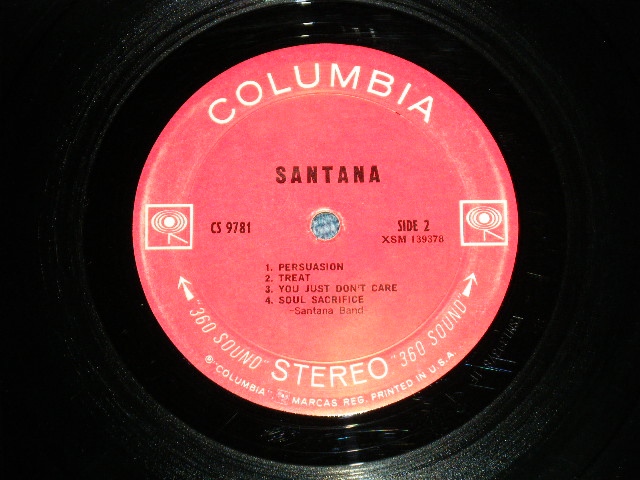 COLUMBIA
SANTANA
CS 9781
SIDE 2
XSM 139378
1. PERSUASION
2. TREAT
3. YOU JUST DON'T CARE
4. SOUL SACRIFICE
-Santana Band
"360 SOUND" STEREO "360 SOUND"
® "COLUMBIA", MARCAS REG. PRINTED IN U.S.A.